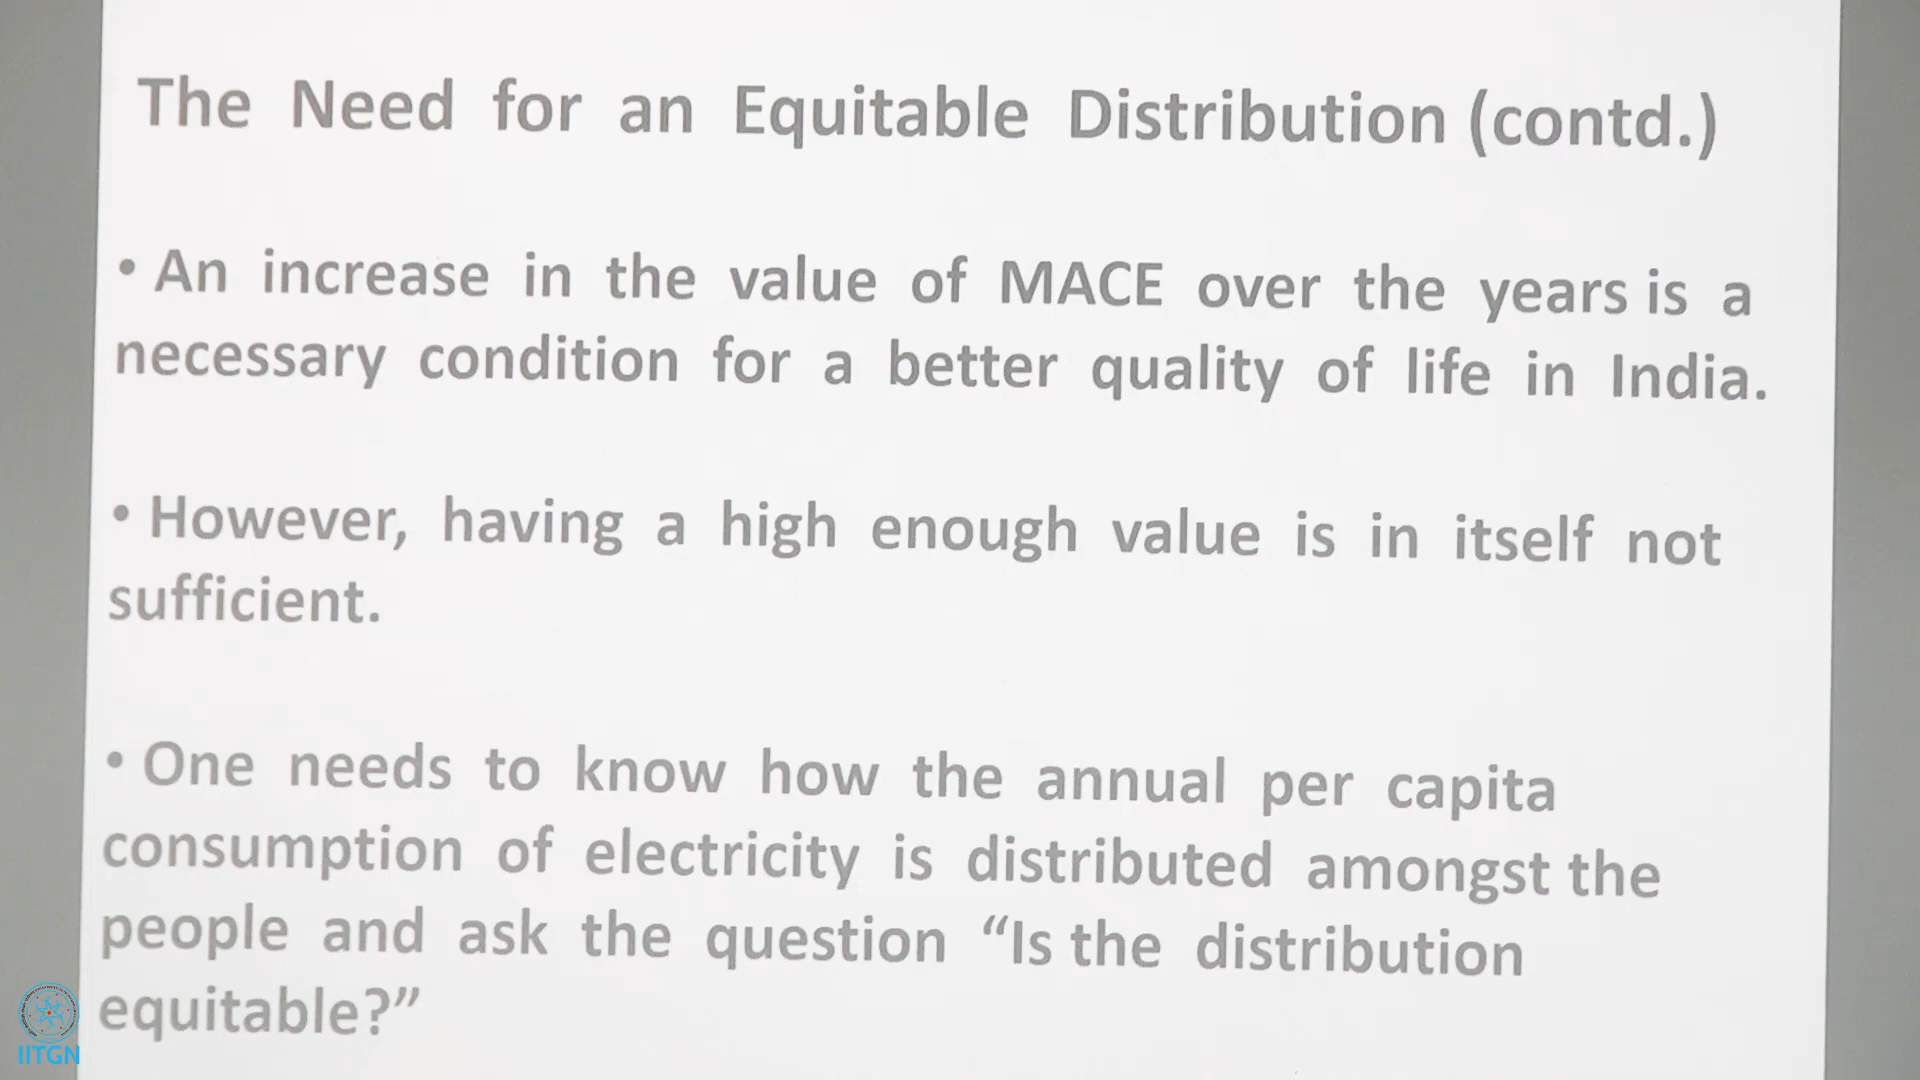 The Need for an Equitable Distribution (contd.)
• An increase in the value of MACE over the years is a
necessary condition for a better quality of life in India.
• However, having a high enough value is in itself not
sufficient.
• One needs to know how the annual per capita
consumption of electricity is distributed amongst the
people and ask the question “Is the distribution
equitable?”
IITGN